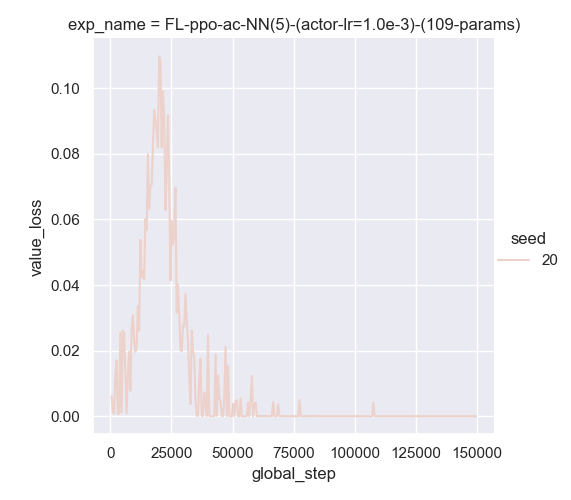 exp_name = FL-ppo-ac-NN(5)-(actor-lr=1.0e-3)-(109-params)
0.10
0.08
0.06
0.04
0.02
0.00
value_loss
seed
20
0 25000 50000 75000 100000 125000 150000
global_step